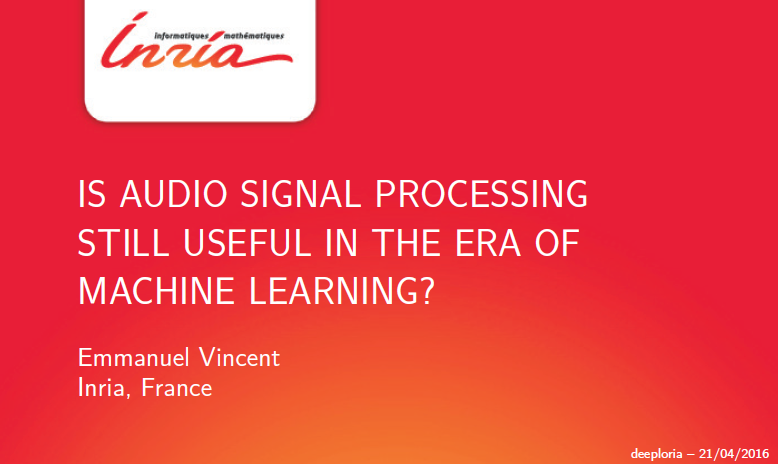 informatiques mathématiques
Inria
IS AUDIO SIGNAL PROCESSING
STILL USEFUL IN THE ERA OF
MACHINE LEARNING?
Emmanuel Vincent
Inria, France
deeploria – 21/04/2016